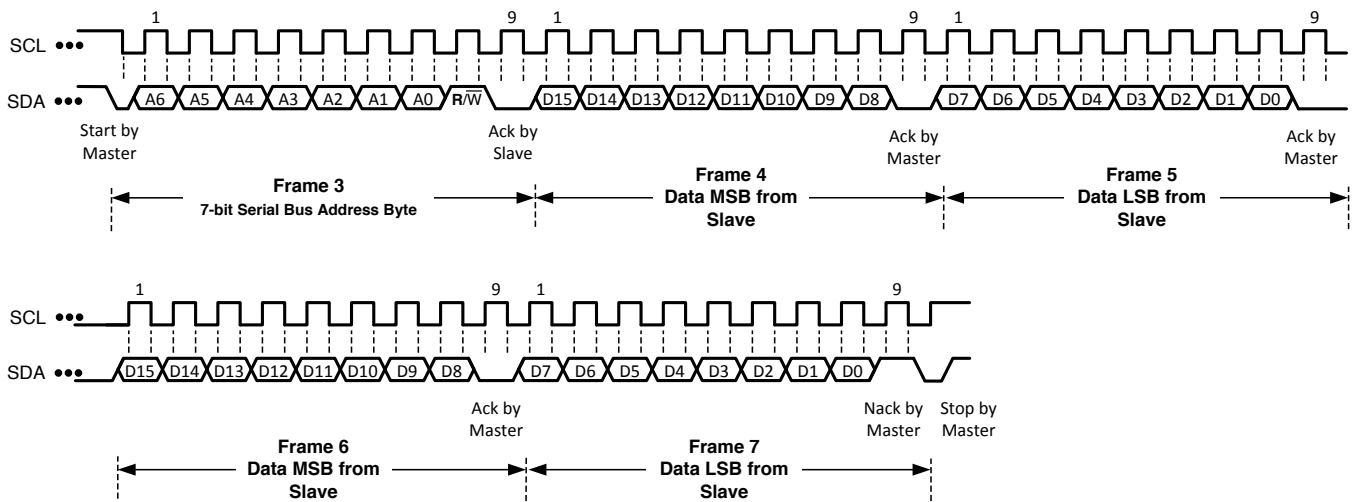 1 9 1 9 1 9
SCL •••
SDA ••• A6 A5 A4 A3 A2 A1 A0 R/W̅ D15 D14 D13 D12 D11 D10 D9 D8 D7 D6 D5 D4 D3 D2 D1 D0
Start by
Master
Ack by
Slave
Ack by
Master
Ack by
Master
Frame 3
7-bit Serial Bus Address Byte
Frame 4
Data MSB from
Slave
Frame 5
Data LSB from
Slave
1 9 1 9
SCL •••
SDA ••• D15 D14 D13 D12 D11 D10 D9 D8 D7 D6 D5 D4 D3 D2 D1 D0
Ack by
Master
Nack by
Master
Stop by
Master
Frame 6
Data MSB from
Slave
Frame 7
Data LSB from
Slave